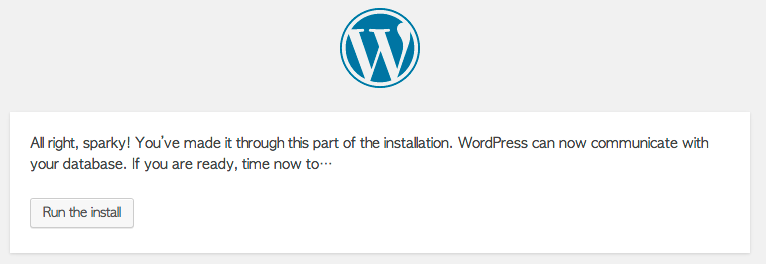 All right, sparky! You’ve made it through this part of the installation. WordPress can now communicate with
your database. If you are ready, time now to…
Run the install